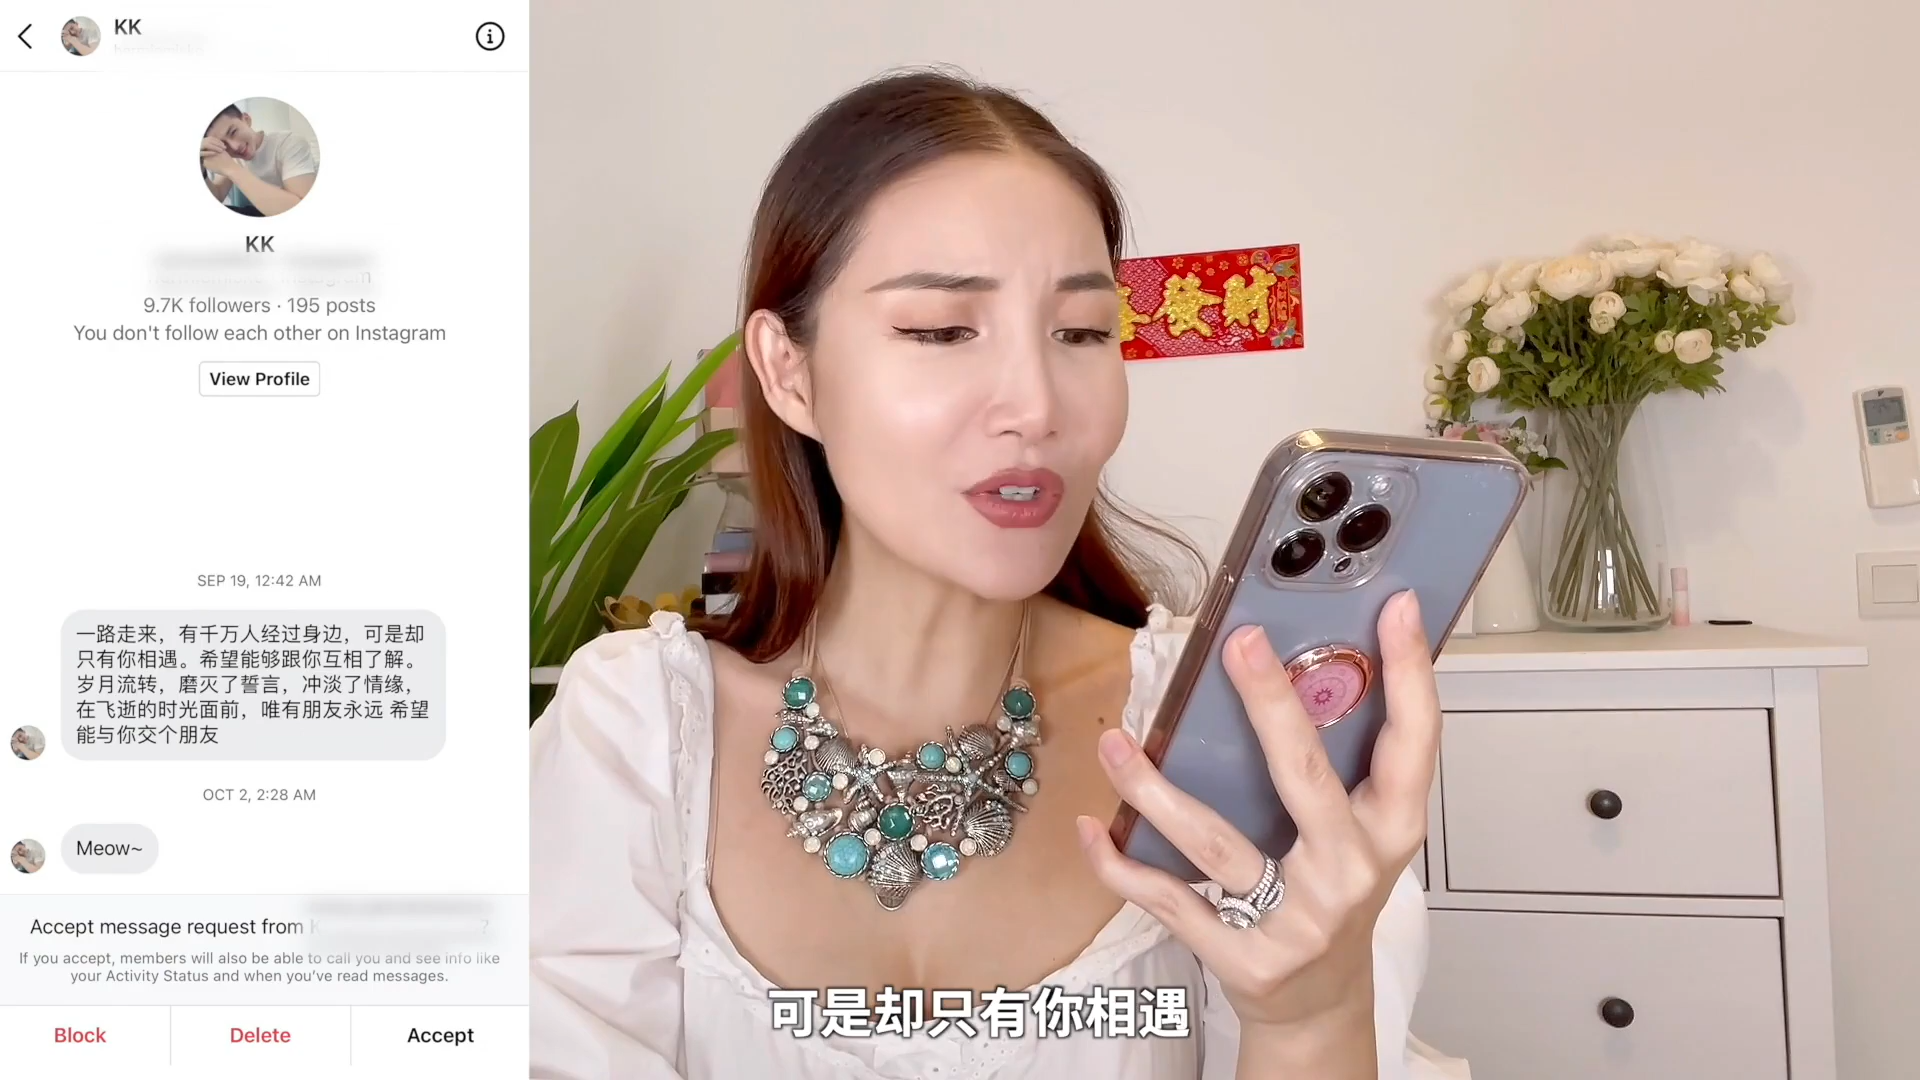 KK
KK
9.7K followers · 195 posts
You don't follow each other on Instagram
View Profile
SEP 19, 12:42 AM
一路走来，有千万人经过身边，可是却
只有你相遇。希望能够跟你互相了解。
岁月流转，磨灭了誓言，冲淡了情缘，
在飞逝的时光面前，唯有朋友永远 希望
能与你交个朋友
OCT 2, 2:28 AM
Meow~
Accept message request from K ?
If you accept, members will also be able to call you and see info like
your Activity Status and when you've read messages.
Block
Delete
Accept
發財
可是却只有你相遇